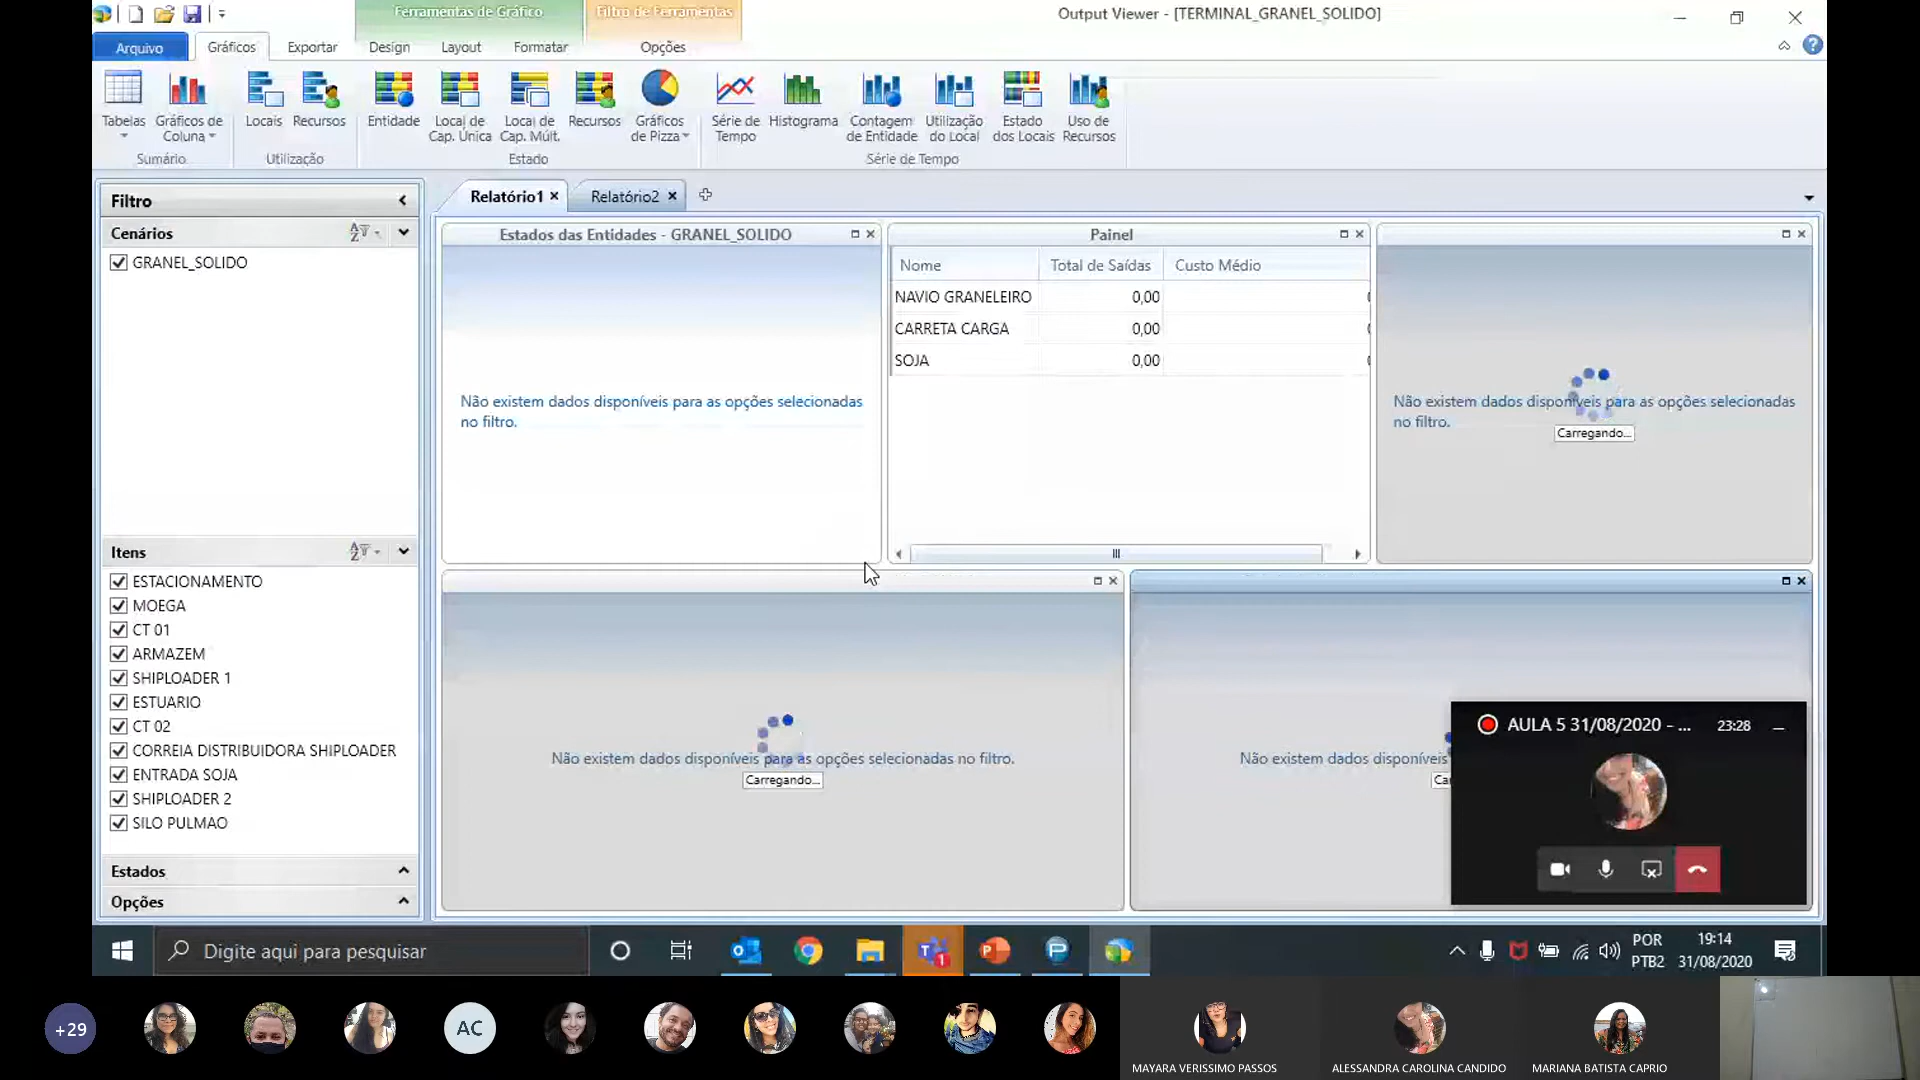 Ferramentas de Gráfico
Filtro de Ferramentas
Output Viewer - [TERMINAL_GRANEL_SOLIDO]
Arquivo
Gráficos
Exportar
Design
Layout
Formatar
Opções
Tabelas
Gráficos de Coluna
Locais
Recursos
Entidade
Local de Cap. Única
Local de Cap. Múlt.
Recursos
Gráficos de Pizza
Série de Tempo
Histograma
Contagem de Entidade
Utilização do Local
Estado dos Locais
Uso de Recursos
Sumário
Utilização
Estado
Série de Tempo
Filtro
Relatório1
Relatório2
Cenários
GRANEL_SOLIDO
Itens
ESTACIONAMENTO
MOEGA
CT 01
ARMAZEM
SHIPLOADER 1
ESTUARIO
CT 02
CORREIA DISTRIBUIDORA SHIPLOADER
ENTRADA SOJA
SHIPLOADER 2
SILO PULMAO
Estados
Opções
Estados das Entidades - GRANEL_SOLIDO
Não existem dados disponíveis para as opções selecionadas
no filtro.
Painel
Nome Total de Saídas Custo Médio
NAVIO GRANELEIRO 0,00
CARRETA CARGA 0,00
SOJA 0,00
Não existem dados disponíveis para as opções selecionadas
no filtro.
Carregando...
Não existem dados disponíveis para as opções selecionadas no filtro.
Carregando...
Não existem dados disponíveis
AULA 5 31/08/2020 - ... 23:28
Digite aqui para pesquisar
1
POR
PTB2
19:14
31/08/2020
+29
AC
MAYARA VERISSIMO PASSOS
ALESSANDRA CAROLINA CANDIDO
MARIANA BATISTA CAPRIO